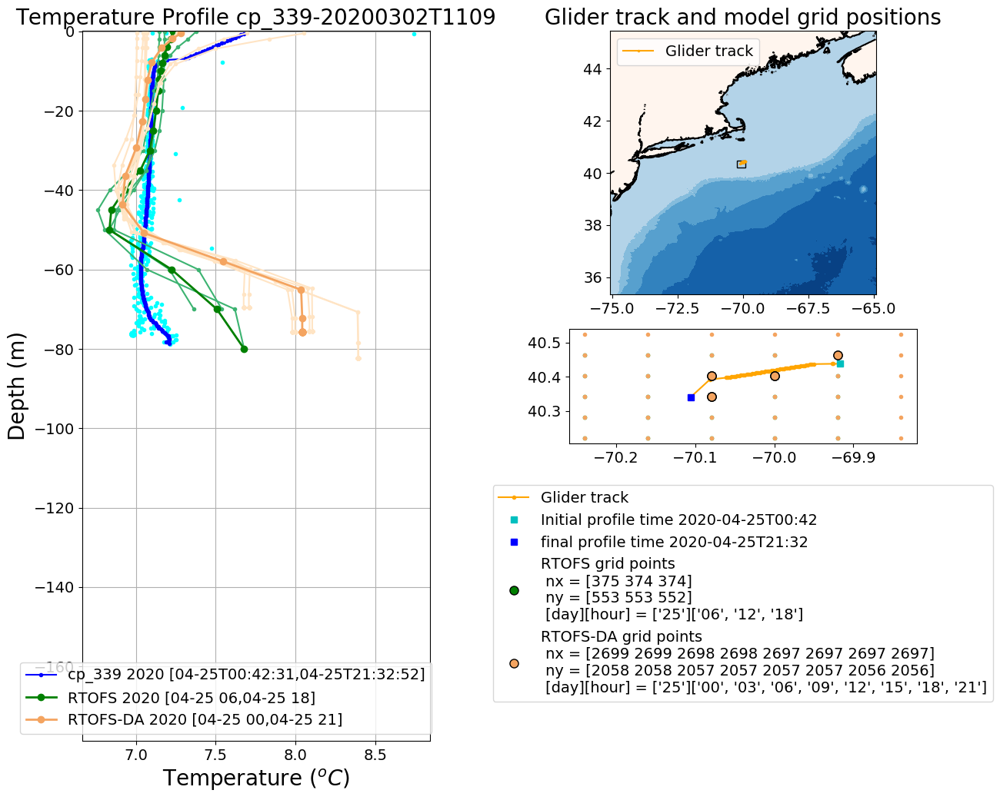 Temperature Profile cp_339-20200302T1109
0
−20
−40
−60
−80
−100
−120
−140
−160
Depth (m)
7.0
7.5
8.0
8.5
Temperature (°C)
cp_339 2020 [04-25T00:42:31,04-25T21:32:52]
RTOFS 2020 [04-25 06,04-25 18]
RTOFS-DA 2020 [04-25 00,04-25 21]
Glider track and model grid positions
Glider track
44
42
40
38
36
−75.0
−72.5
−70.0
−67.5
−65.0
40.5
40.4
40.3
−70.2
−70.1
−70.0
−69.9
Glider track
Initial profile time 2020-04-25T00:42
final profile time 2020-04-25T21:32
RTOFS grid points
nx = [375 374 374]
ny = [553 553 552]
[day][hour] = ['25']['06', '12', '18']
RTOFS-DA grid points
nx = [2699 2699 2698 2698 2697 2697 2697 2697]
ny = [2058 2058 2057 2057 2057 2057 2056 2056]
[day][hour] = ['25']['00', '03', '06', '09', '12', '15', '18', '21']